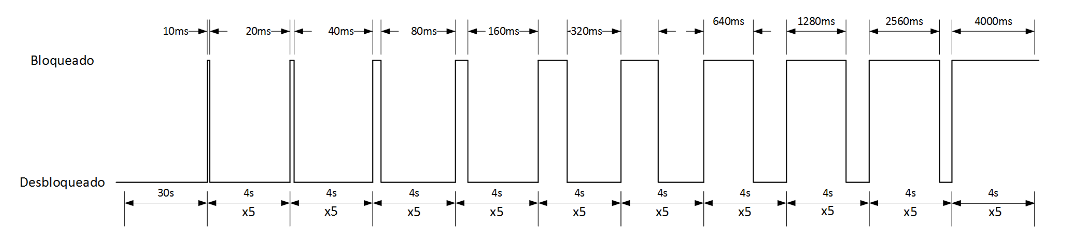 640ms 1280ms 2560ms 4000ms
10ms 20ms 40ms 80ms 160ms 320ms
Bloqueado
Desbloqueado
30s 4s 4s 4s 4s 4s 4s 4s 4s 4s 4s
x5 x5 x5 x5 x5 x5 x5 x5 x5 x5